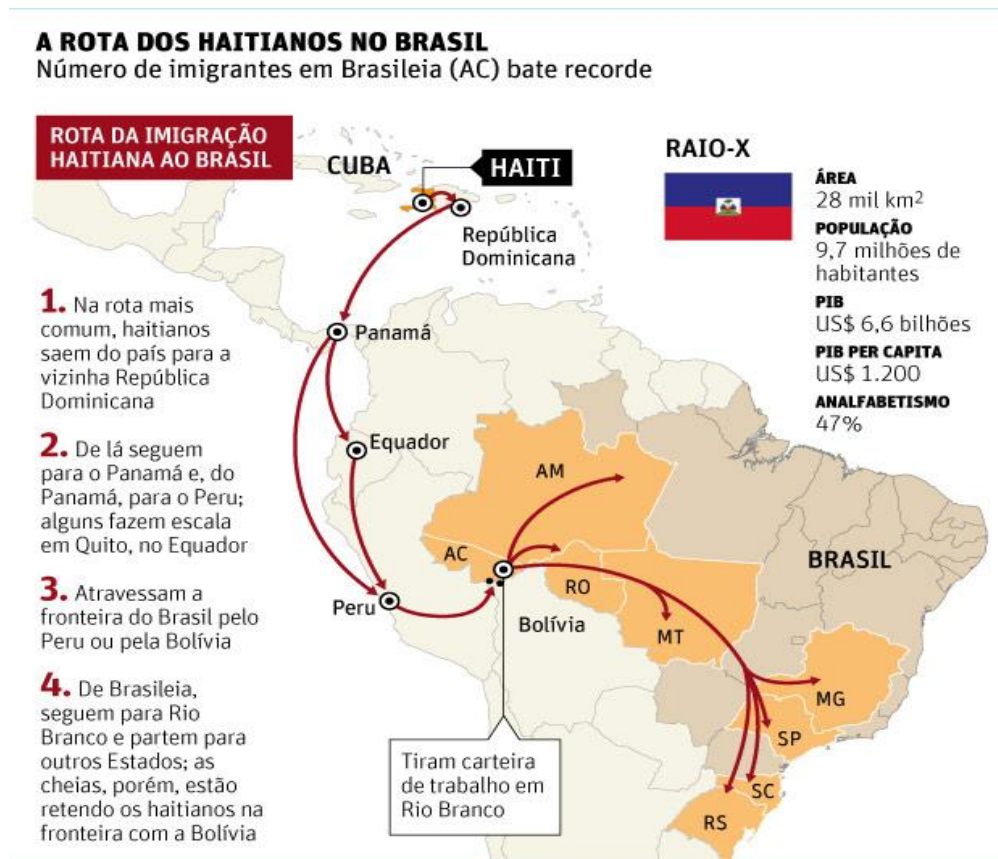 A ROTA DOS HAITIANOS NO BRASIL
Número de imigrantes em Brasileia (AC) bate recorde
ROTA DA IMIGRAÇÃO
HAITIANA AO BRASIL
CUBA
HAITI
República
Dominicana
Panamá
Equador
Peru
Bolívia
BRASIL
AM
AC
RO
MT
MG
SP
SC
RS
Tiram carteira
de trabalho em
Rio Branco
1. Na rota mais
comum, haitianos
saem do país para a
vizinha República
Dominicana
2. De lá seguem
para o Panamá e, do
Panamá, para o Peru;
alguns fazem escala
em Quito, no Equador
3. Atravessam a
fronteira do Brasil pelo
Peru ou pela Bolívia
4. De Brasileia,
seguem para Rio
Branco e partem para
outros Estados; as
cheias, porém, estão
retendo os haitianos na
fronteira com a Bolívia
RAIO-X
ÁREA
28 mil km²
POPULAÇÃO
9,7 milhões de
habitantes
PIB
US$ 6,6 bilhões
PIB PER CAPITA
US$ 1.200
ANALFABETISMO
47%